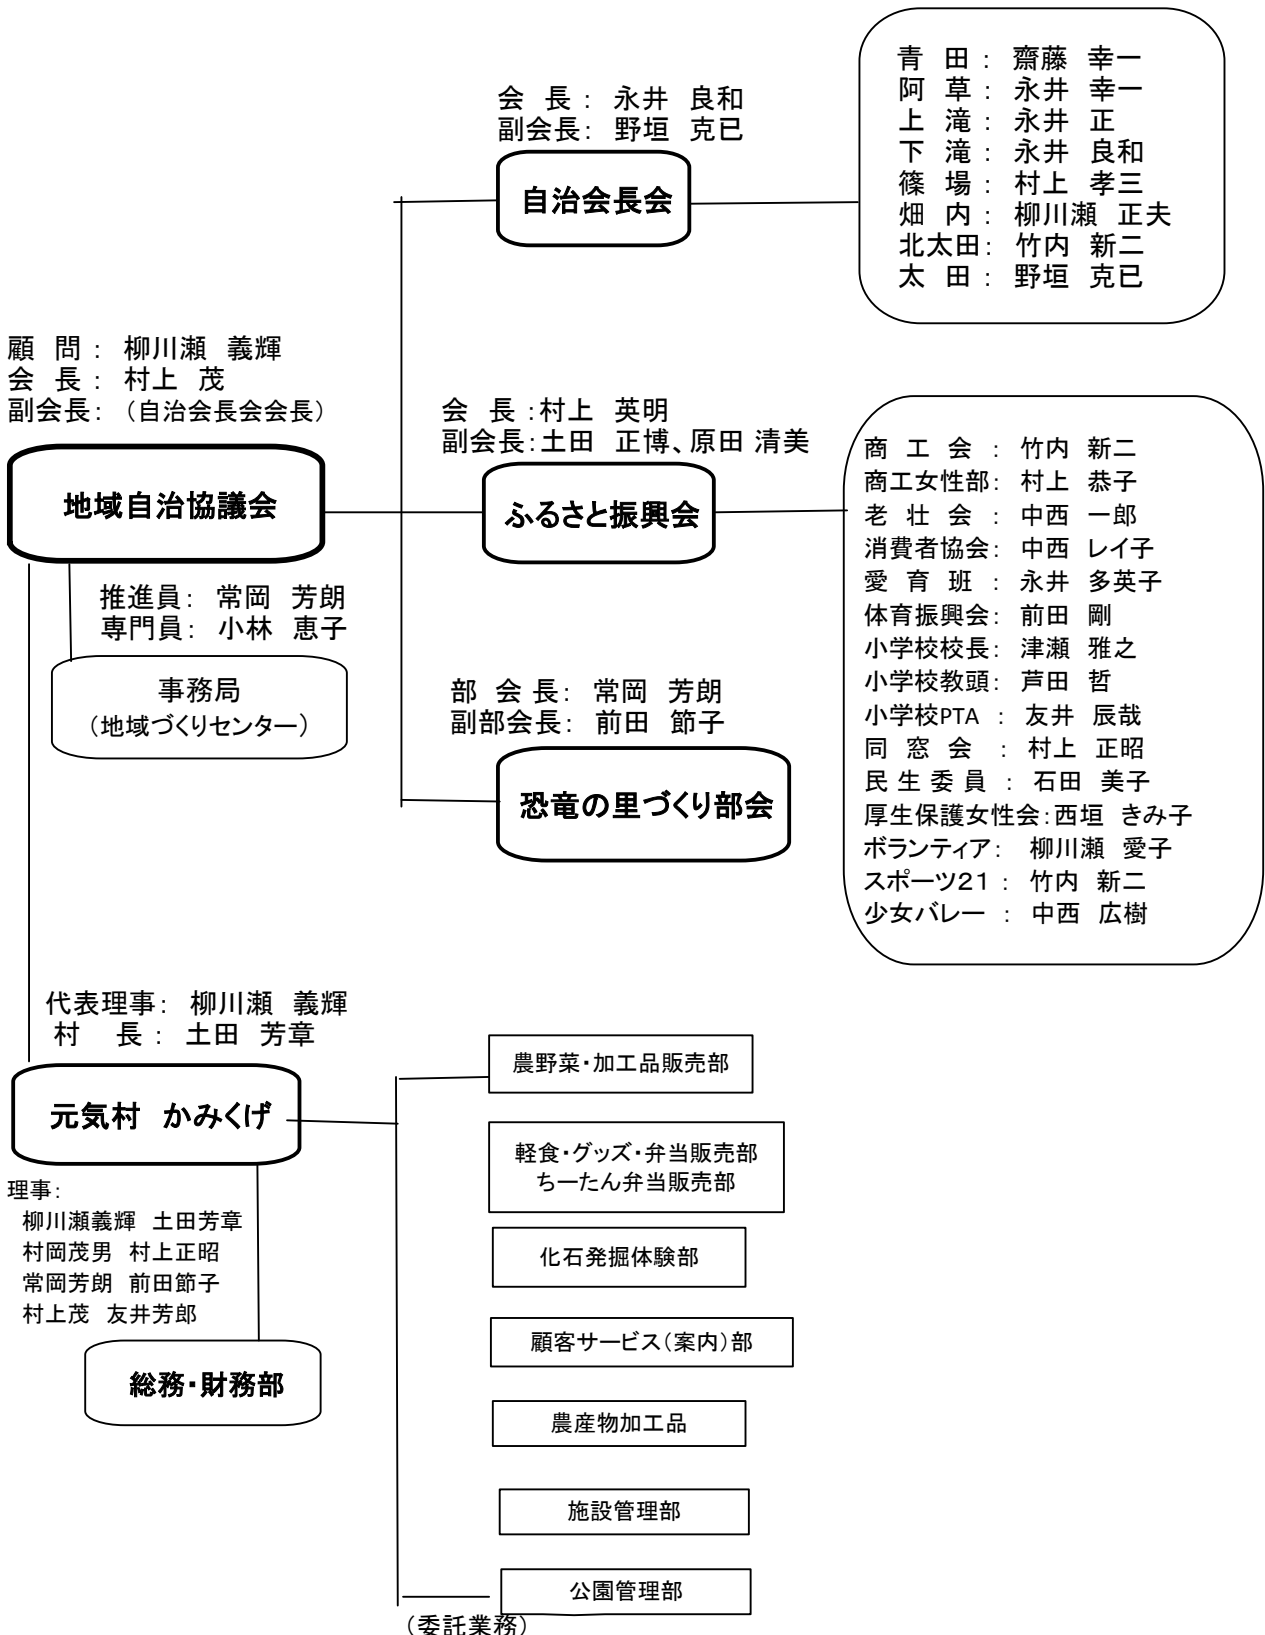 会　長：　永井　良和
副会長：　野垣　克已
自治会長会
青　田：　齋藤　幸一
阿　草：　永井　幸一
上　滝：　永井　正
下　滝：　永井　良和
篠　場：　村上　孝三
畑　内：　柳川瀬　正夫
北太田：　竹内　新二
太　田：　野垣　克已
顧　問：　柳川瀬　義輝
会　長：　村上　茂
副会長：　（自治会長会会長）
地域自治協議会
推進員：　常岡　芳朗
専門員：　小林　恵子
事務局
（地域づくりセンター）
会　長：村上　英明
副会長：土田　正博、原田 清美
ふるさと振興会
商　工　会　：　竹内　新二
商工女性部：　村上　恭子
老　壮　会　：　中西　一郎
消費者協会：　中西　レイ子
愛　育　班　：　永井　多英子
体育振興会：　前田　剛
小学校校長：　津瀬　雅之
小学校教頭：　芦田　哲
小学校PTA　：　友井　辰哉
同　窓　会　：　村上　正昭
民 生 委 員　：　石田　美子
厚生保護女性会：西垣　きみ子
ボランティア：　柳川瀬　愛子
スポーツ２１：　竹内　新二
少女バレー　：　中西　広樹
部　会 長：　常岡　芳朗
副部会長：　前田　節子
恐竜の里づくり部会
代表理事：　柳川瀬　義輝
村　　長：　土田　芳章
元気村　かみくげ
理事：
柳川瀬義輝　土田芳章
村岡茂男　村上正昭
常岡芳朗　前田節子
村上茂　友井芳郎
総務・財務部
農野菜・加工品販売部
軽食・グッズ・弁当販売部
ちーたん弁当販売部
化石発掘体験部
顧客サービス（案内）部
農産物加工品
施設管理部
公園管理部
（委託業務）